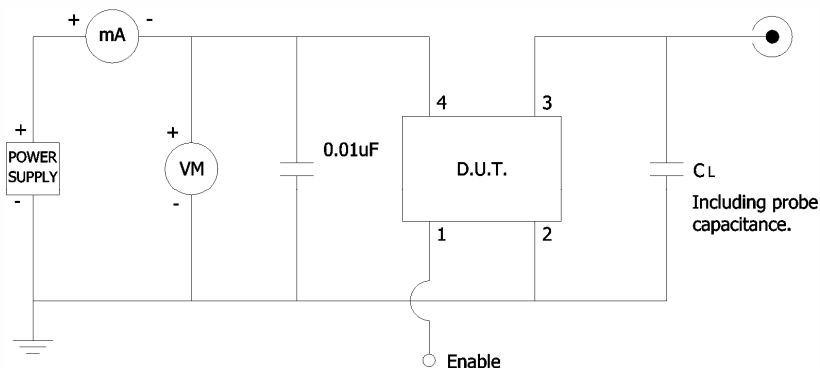 + mA -
4 3
+
POWER
SUPPLY
-
+
VM
-
0.01uF
D.U.T.
CL
Including probe
capacitance.
1 2
Enable